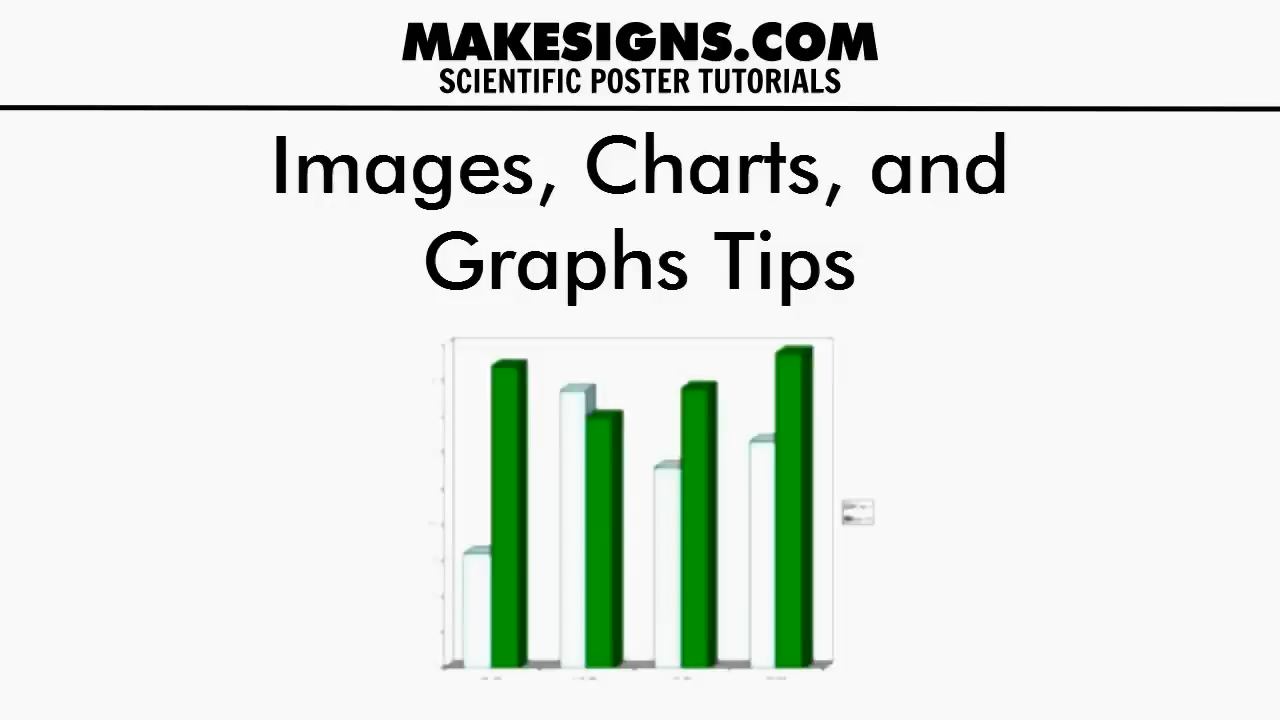 MAKESIGNS.COM
SCIENTIFIC POSTER TUTORIALS
Images, Charts, and
Graphs Tips